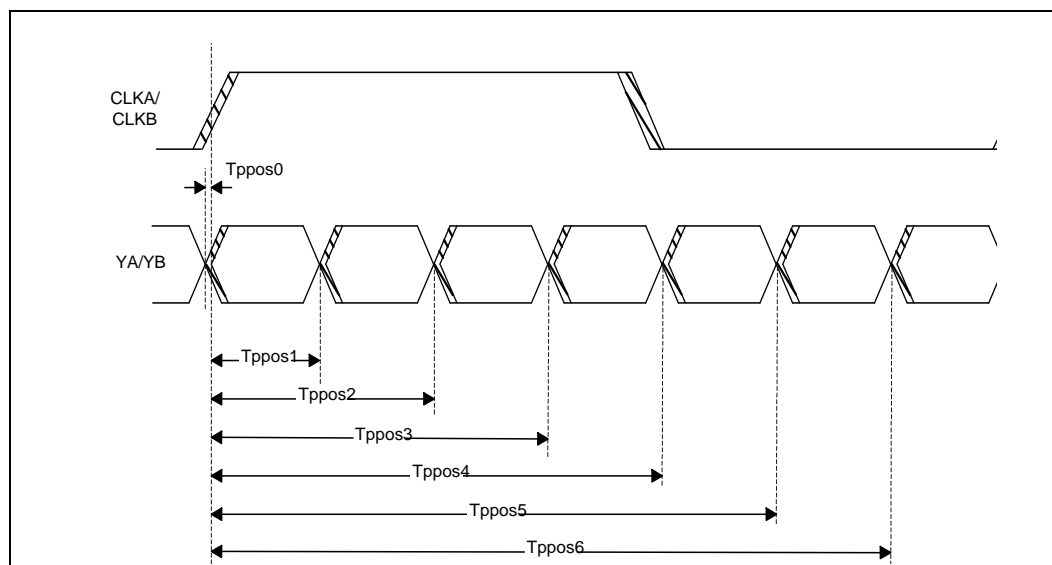 CLKA/
CLKB
Tppos0
YA/YB
Tppos1
Tppos2
Tppos3
Tppos4
Tppos5
Tppos6